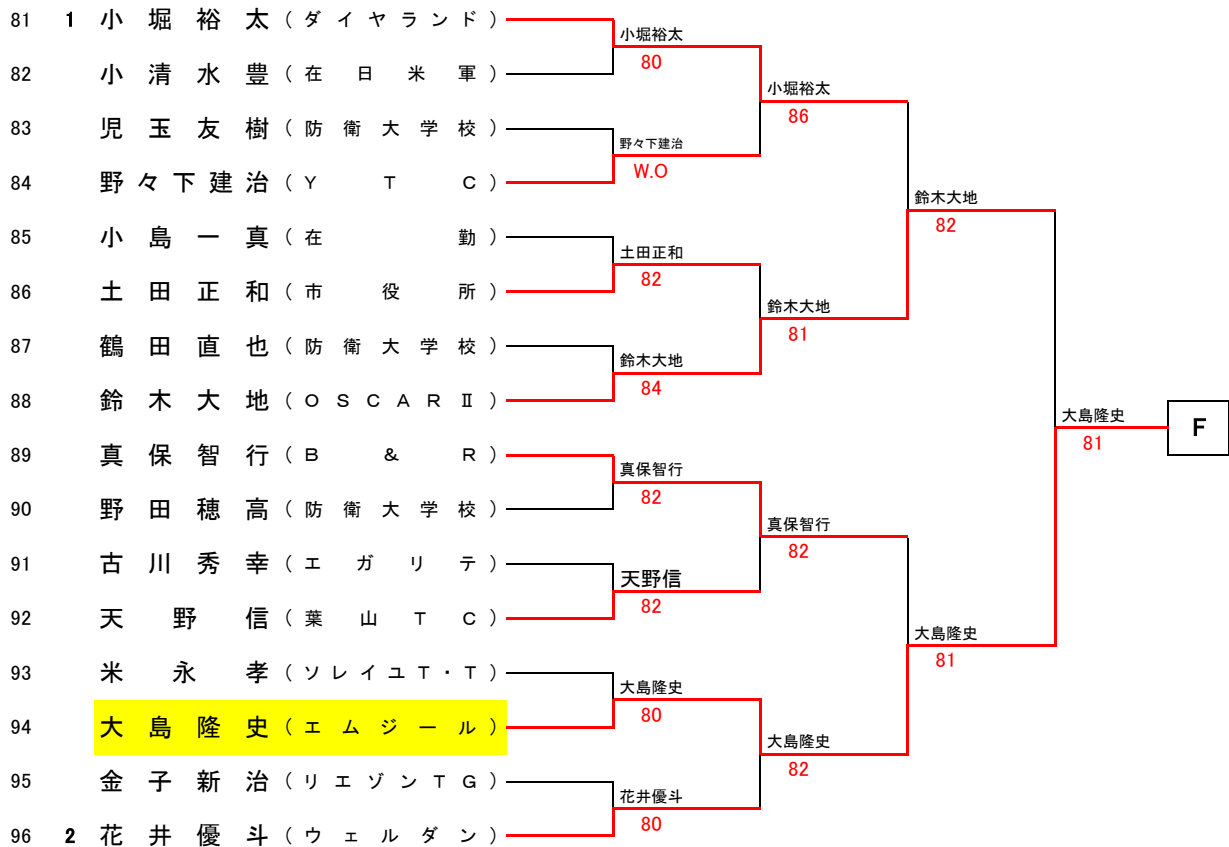 81 1 小堀裕太(ダイヤランド)
小堀裕太
80
82 小清水豊(在日米軍)
小堀裕太
86
83 児玉友樹(防衛大学校)
野々下建治
W.O
84 野々下建治(YTC)
鈴木大地
82
85 小島一真(在勤)
土田正和
82
86 土田正和(市役所)
鈴木大地
81
87 鶴田直也(防衛大学校)
鈴木大地
84
88 鈴木大地(OSCARⅡ)
大島隆史
81
F
89 真保智行(B&R)
真保智行
82
90 野田穂高(防衛大学校)
真保智行
82
91 古川秀幸(エガリテ)
天野信
82
92 天野信(葉山TC)
大島隆史
81
93 米永孝(ソレイユT・T)
大島隆史
80
94 大島隆史(エムジール)
大島隆史
82
95 金子新治(リエゾンTG)
花井優斗
80
96 2 花井優斗(ウェルダン)